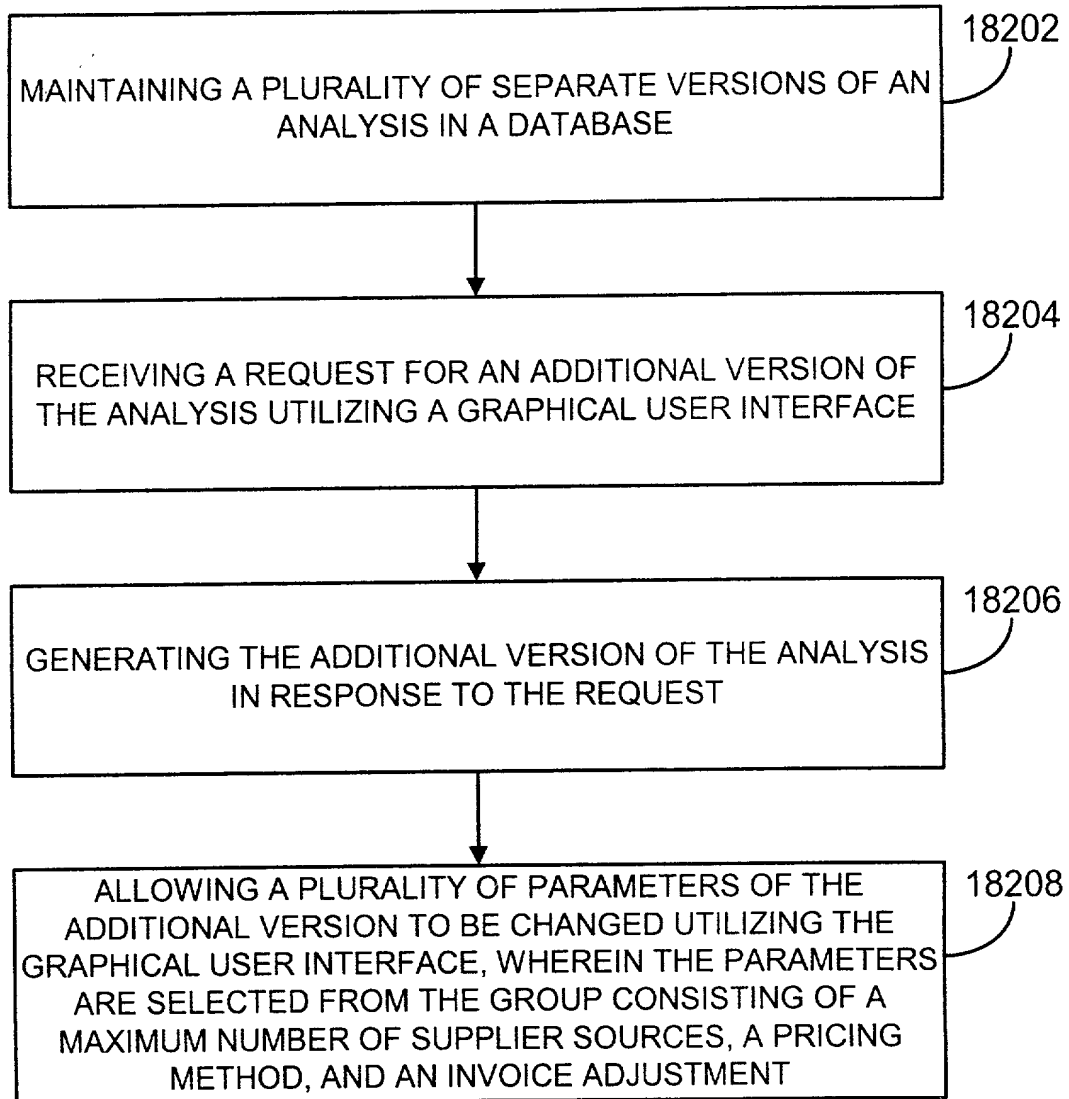 18202
MAINTAINING A PLURALITY OF SEPARATE VERSIONS OF AN
ANALYSIS IN A DATABASE
18204
RECEIVING A REQUEST FOR AN ADDITIONAL VERSION OF
THE ANALYSIS UTILIZING A GRAPHICAL USER INTERFACE
18206
GENERATING THE ADDITIONAL VERSION OF THE ANALYSIS
IN RESPONSE TO THE REQUEST
18208
ALLOWING A PLURALITY OF PARAMETERS OF THE
ADDITIONAL VERSION TO BE CHANGED UTILIZING THE
GRAPHICAL USER INTERFACE, WHEREIN THE PARAMETERS
ARE SELECTED FROM THE GROUP CONSISTING OF A
MAXIMUM NUMBER OF SUPPLIER SOURCES, A PRICING
METHOD, AND AN INVOICE ADJUSTMENT